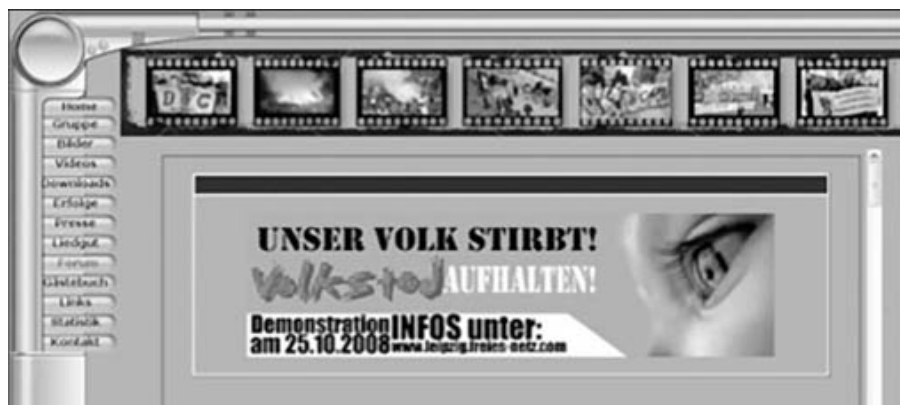 D C
Home
Gruppe
Bilder
Videos
Downloads
Erfolge
Presse
Liedgut
Forum
Gästebuch
Links
Statistik
Kontakt
UNSER VOLK STIRBT!
Volkstod AUFHALTEN!
Demonstration INFOS unter:
am 25.10.2008 www.leipzig.freies-netz.com